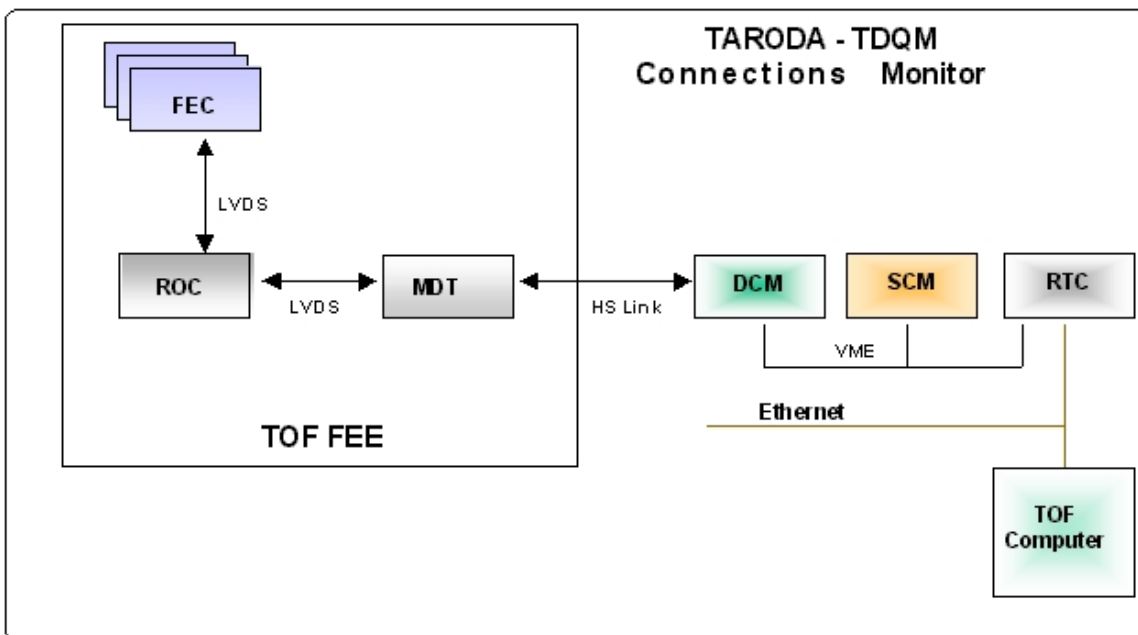 TARODA - TDQM
Connections Monitor
FEC
LVDS
ROC
LVDS
MDT
HS Link
DCM
SCM
RTC
VME
Ethernet
TOF FEE
TOF
Computer